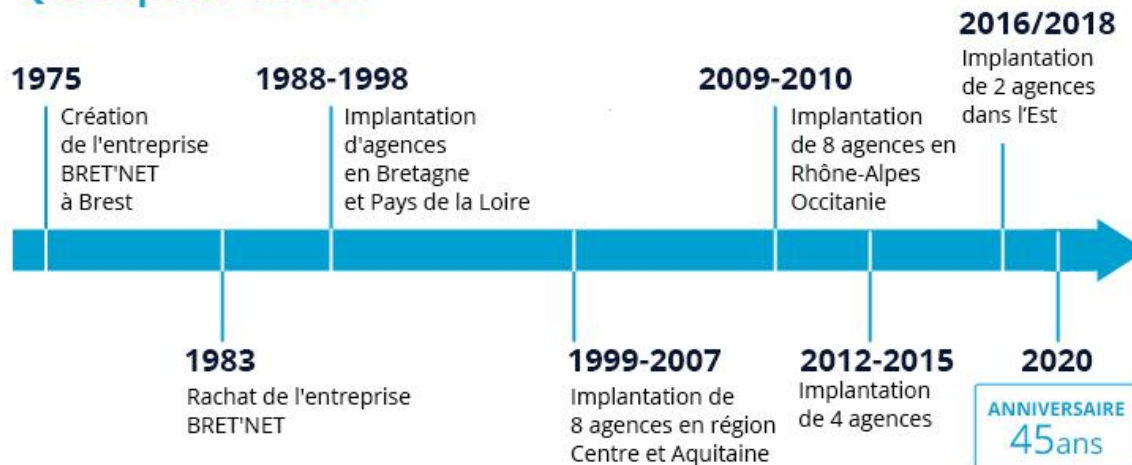 1975
Création
de l'entreprise
BRET'NET
à Brest
1983
Rachat de l'entreprise
BRET'NET
1988-1998
Implantation
d'agences
en Bretagne
et Pays de la Loire
1999-2007
Implantation de
8 agences en région
Centre et Aquitaine
2009-2010
Implantation
de 8 agences en
Rhône-Alpes
Occitanie
2012-2015
Implantation
de 4 agences
2016/2018
Implantation
de 2 agences
dans l'Est
2020
ANNIVERSAIRE
45ans